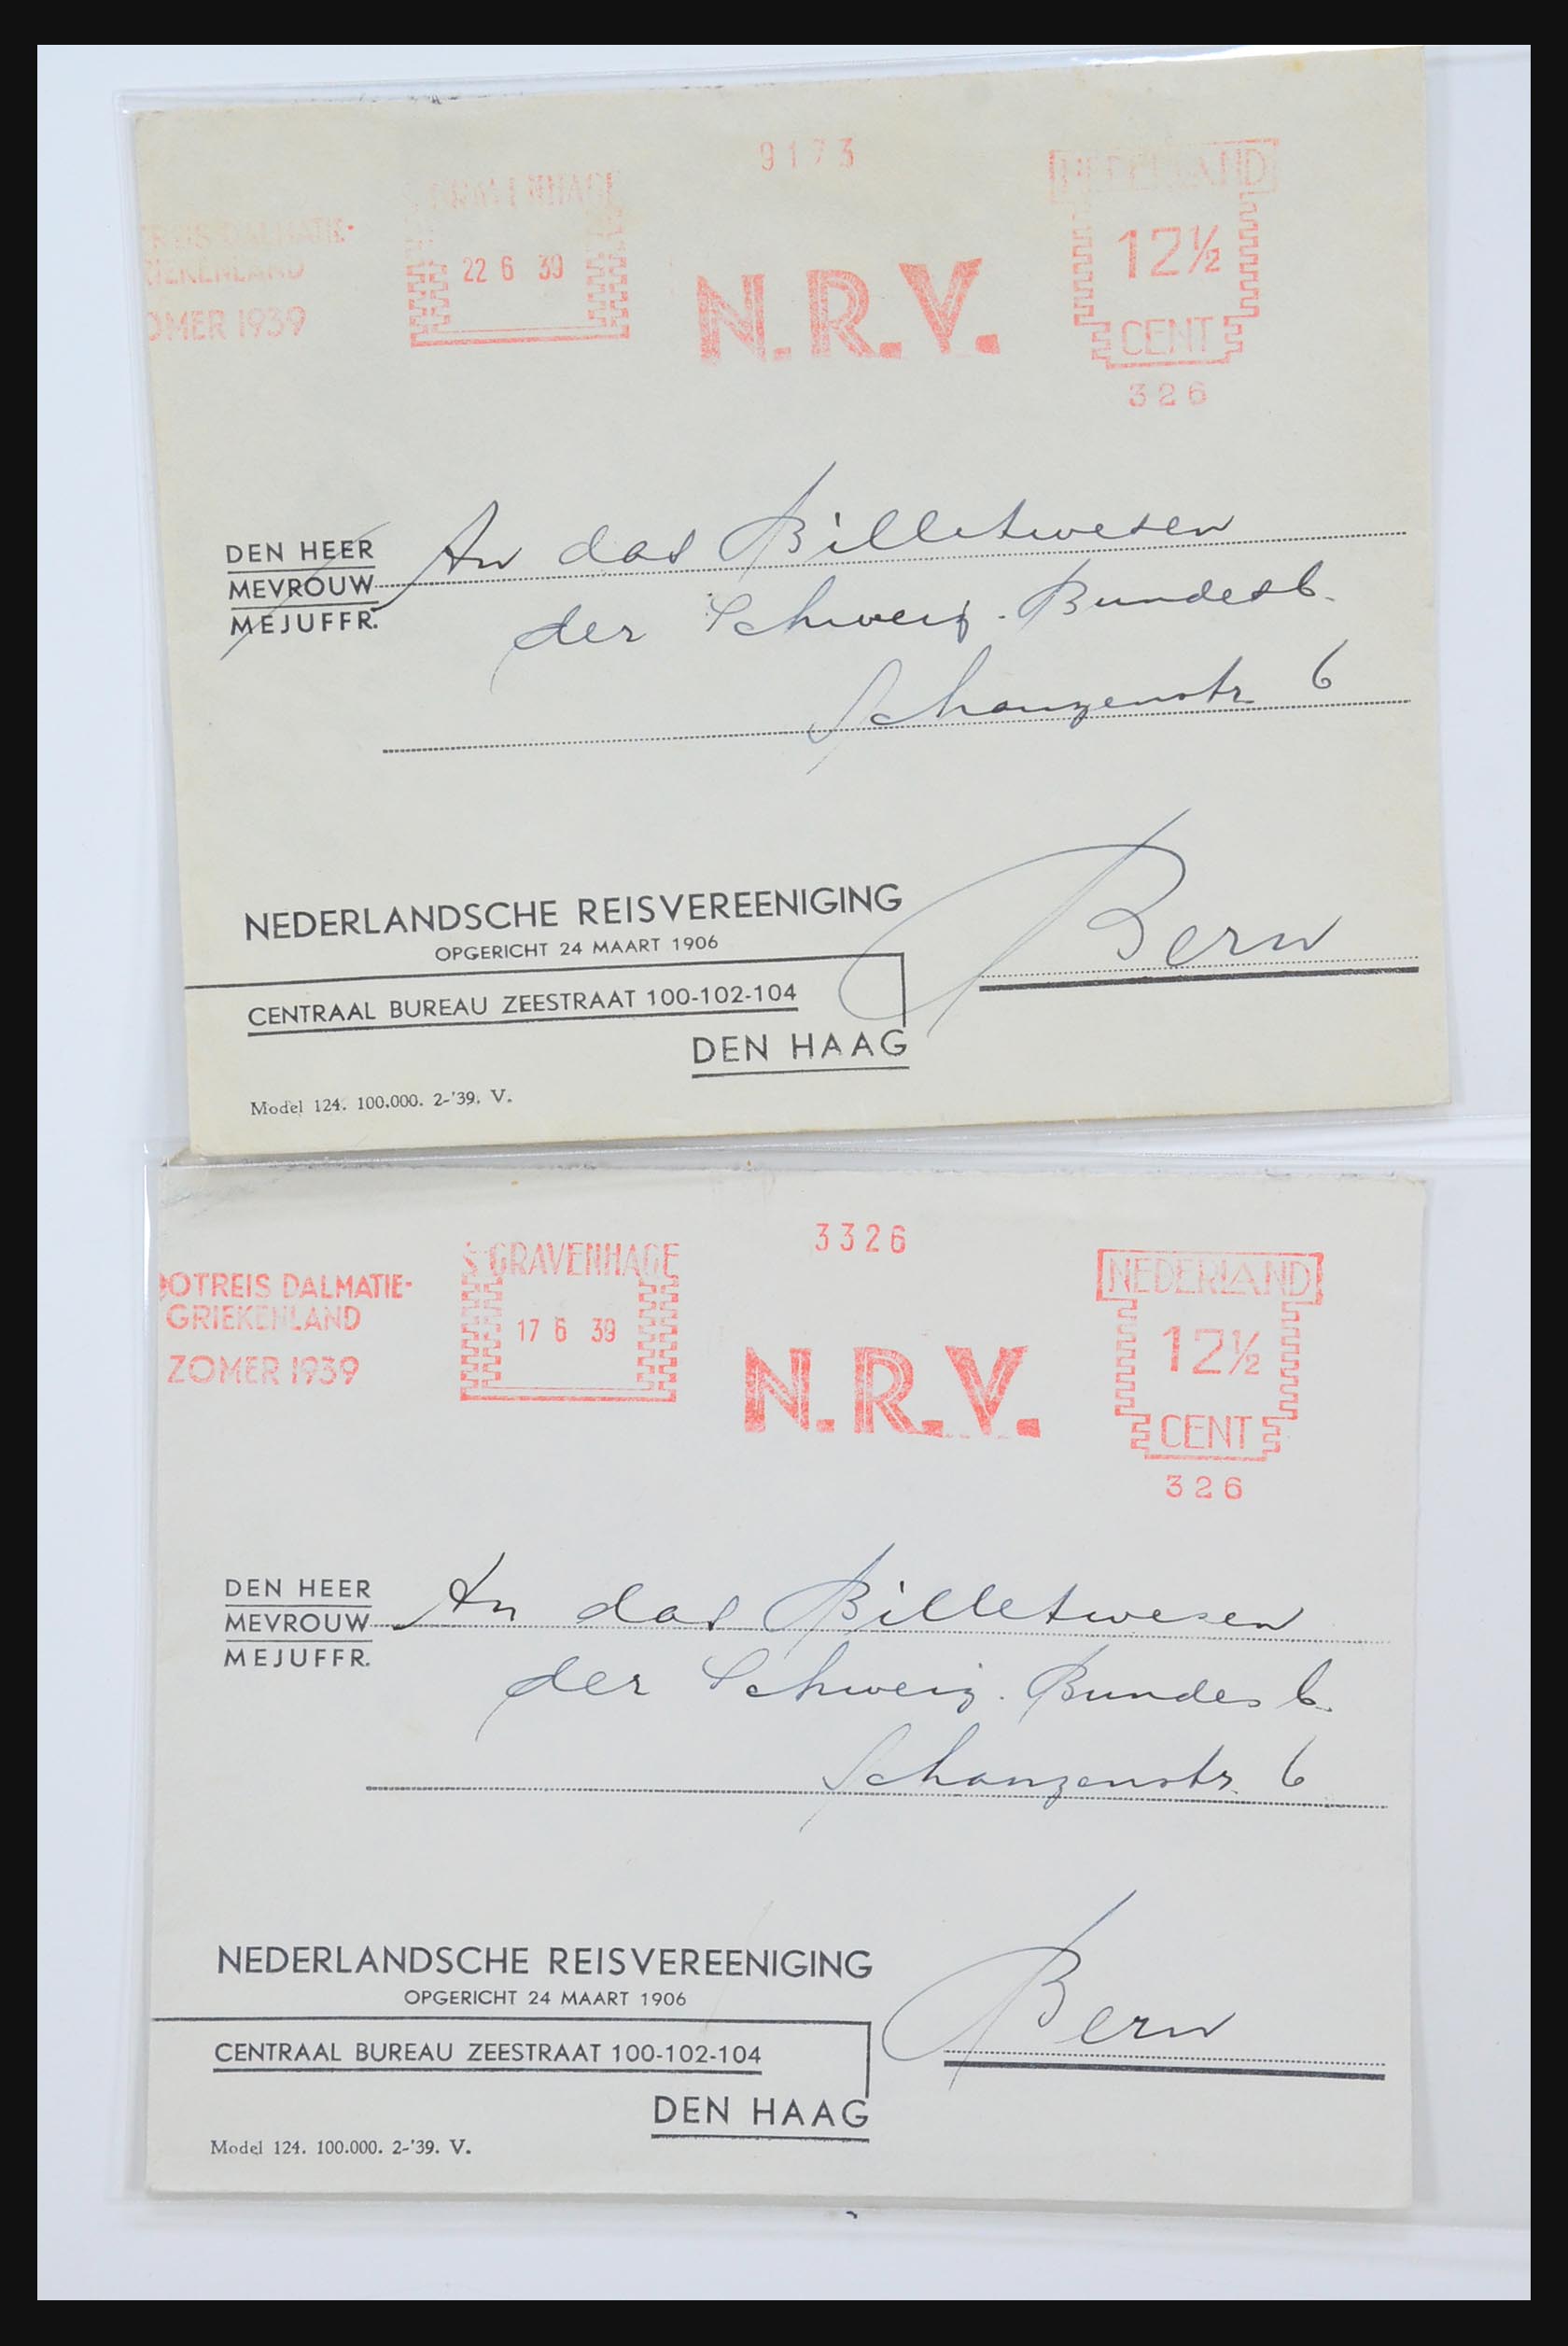 9173
NEDERLAND
'S GRAVENHAGE
REIS DALMATIE-
RIEKENLAND
OMER 1939
22 6 39
N.R.V.
12½
CENT
326
DEN HEER
MEVROUW
MEJUFFR.
An das Billetwesen
der Schweiz. Bundesb.
Schanzenstr. 6
Bern
NEDERLANDSCHE REISVEREENIGING
OPGERICHT 24 MAART 1906
CENTRAAL BUREAU ZEESTRAAT 100-102-104
DEN HAAG
Model 124. 100.000. 2-'39. V.
3326
'S GRAVENHAGE
NEDERLAND
OOTREIS DALMATIE-
GRIEKENLAND
ZOMER 1939
17 6 39
N.R.V.
12½
CENT
326
DEN HEER
MEVROUW
MEJUFFR.
An das Billetwesen
der Schweiz. Bundesb.
Schanzenstr. 6
Bern
NEDERLANDSCHE REISVEREENIGING
OPGERICHT 24 MAART 1906
CENTRAAL BUREAU ZEESTRAAT 100-102-104
DEN HAAG
Model 124. 100.000. 2-'39. V.